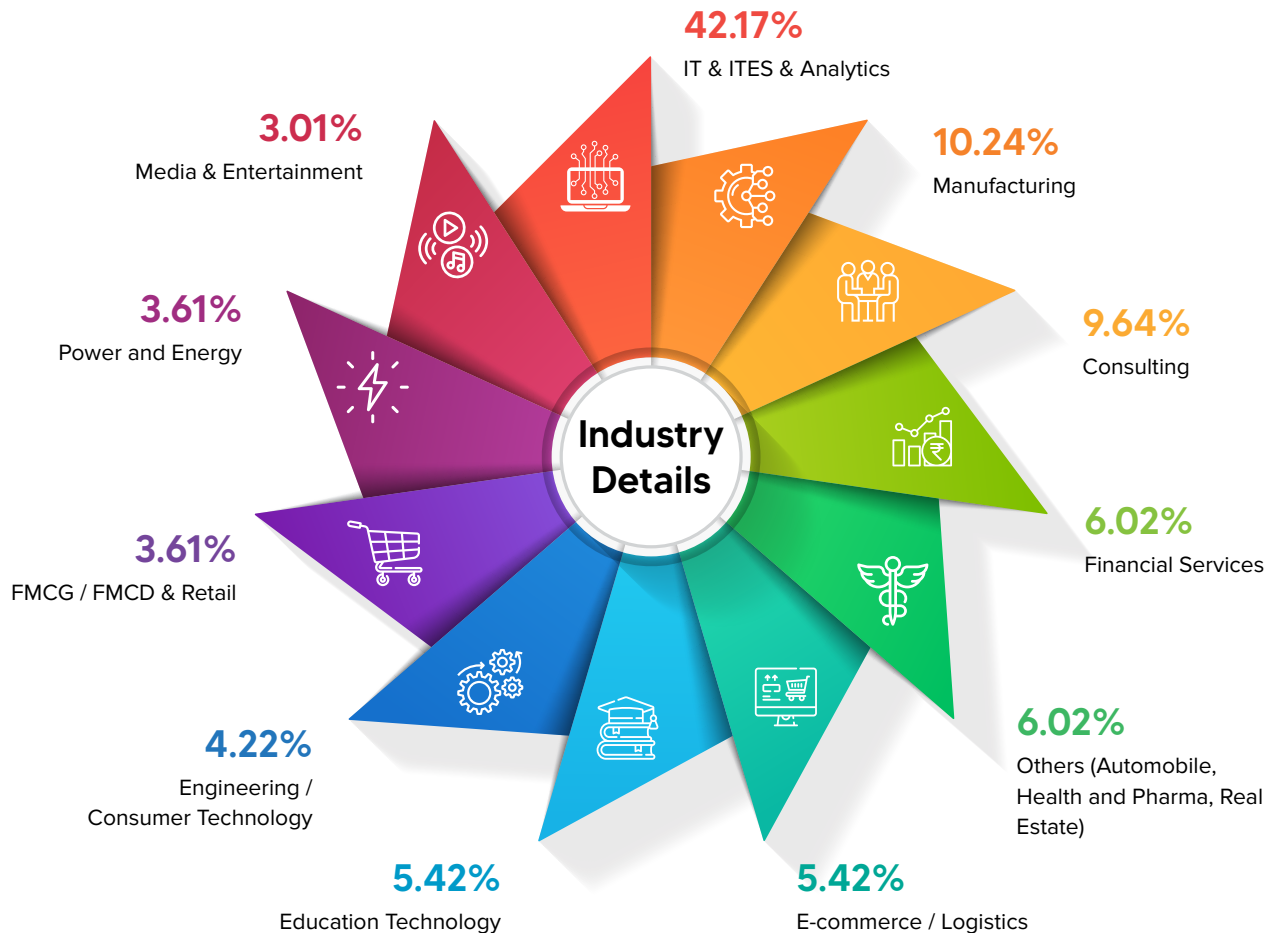 42.17%
IT & ITES & Analytics
10.24%
Manufacturing
9.64%
Consulting
6.02%
Financial Services
6.02%
Others (Automobile,
Health and Pharma, Real
Estate)
5.42%
E-commerce / Logistics
5.42%
Education Technology
4.22%
Engineering /
Consumer Technology
3.61%
FMCG / FMCD & Retail
3.61%
Power and Energy
3.01%
Media & Entertainment
Industry
Details
₹